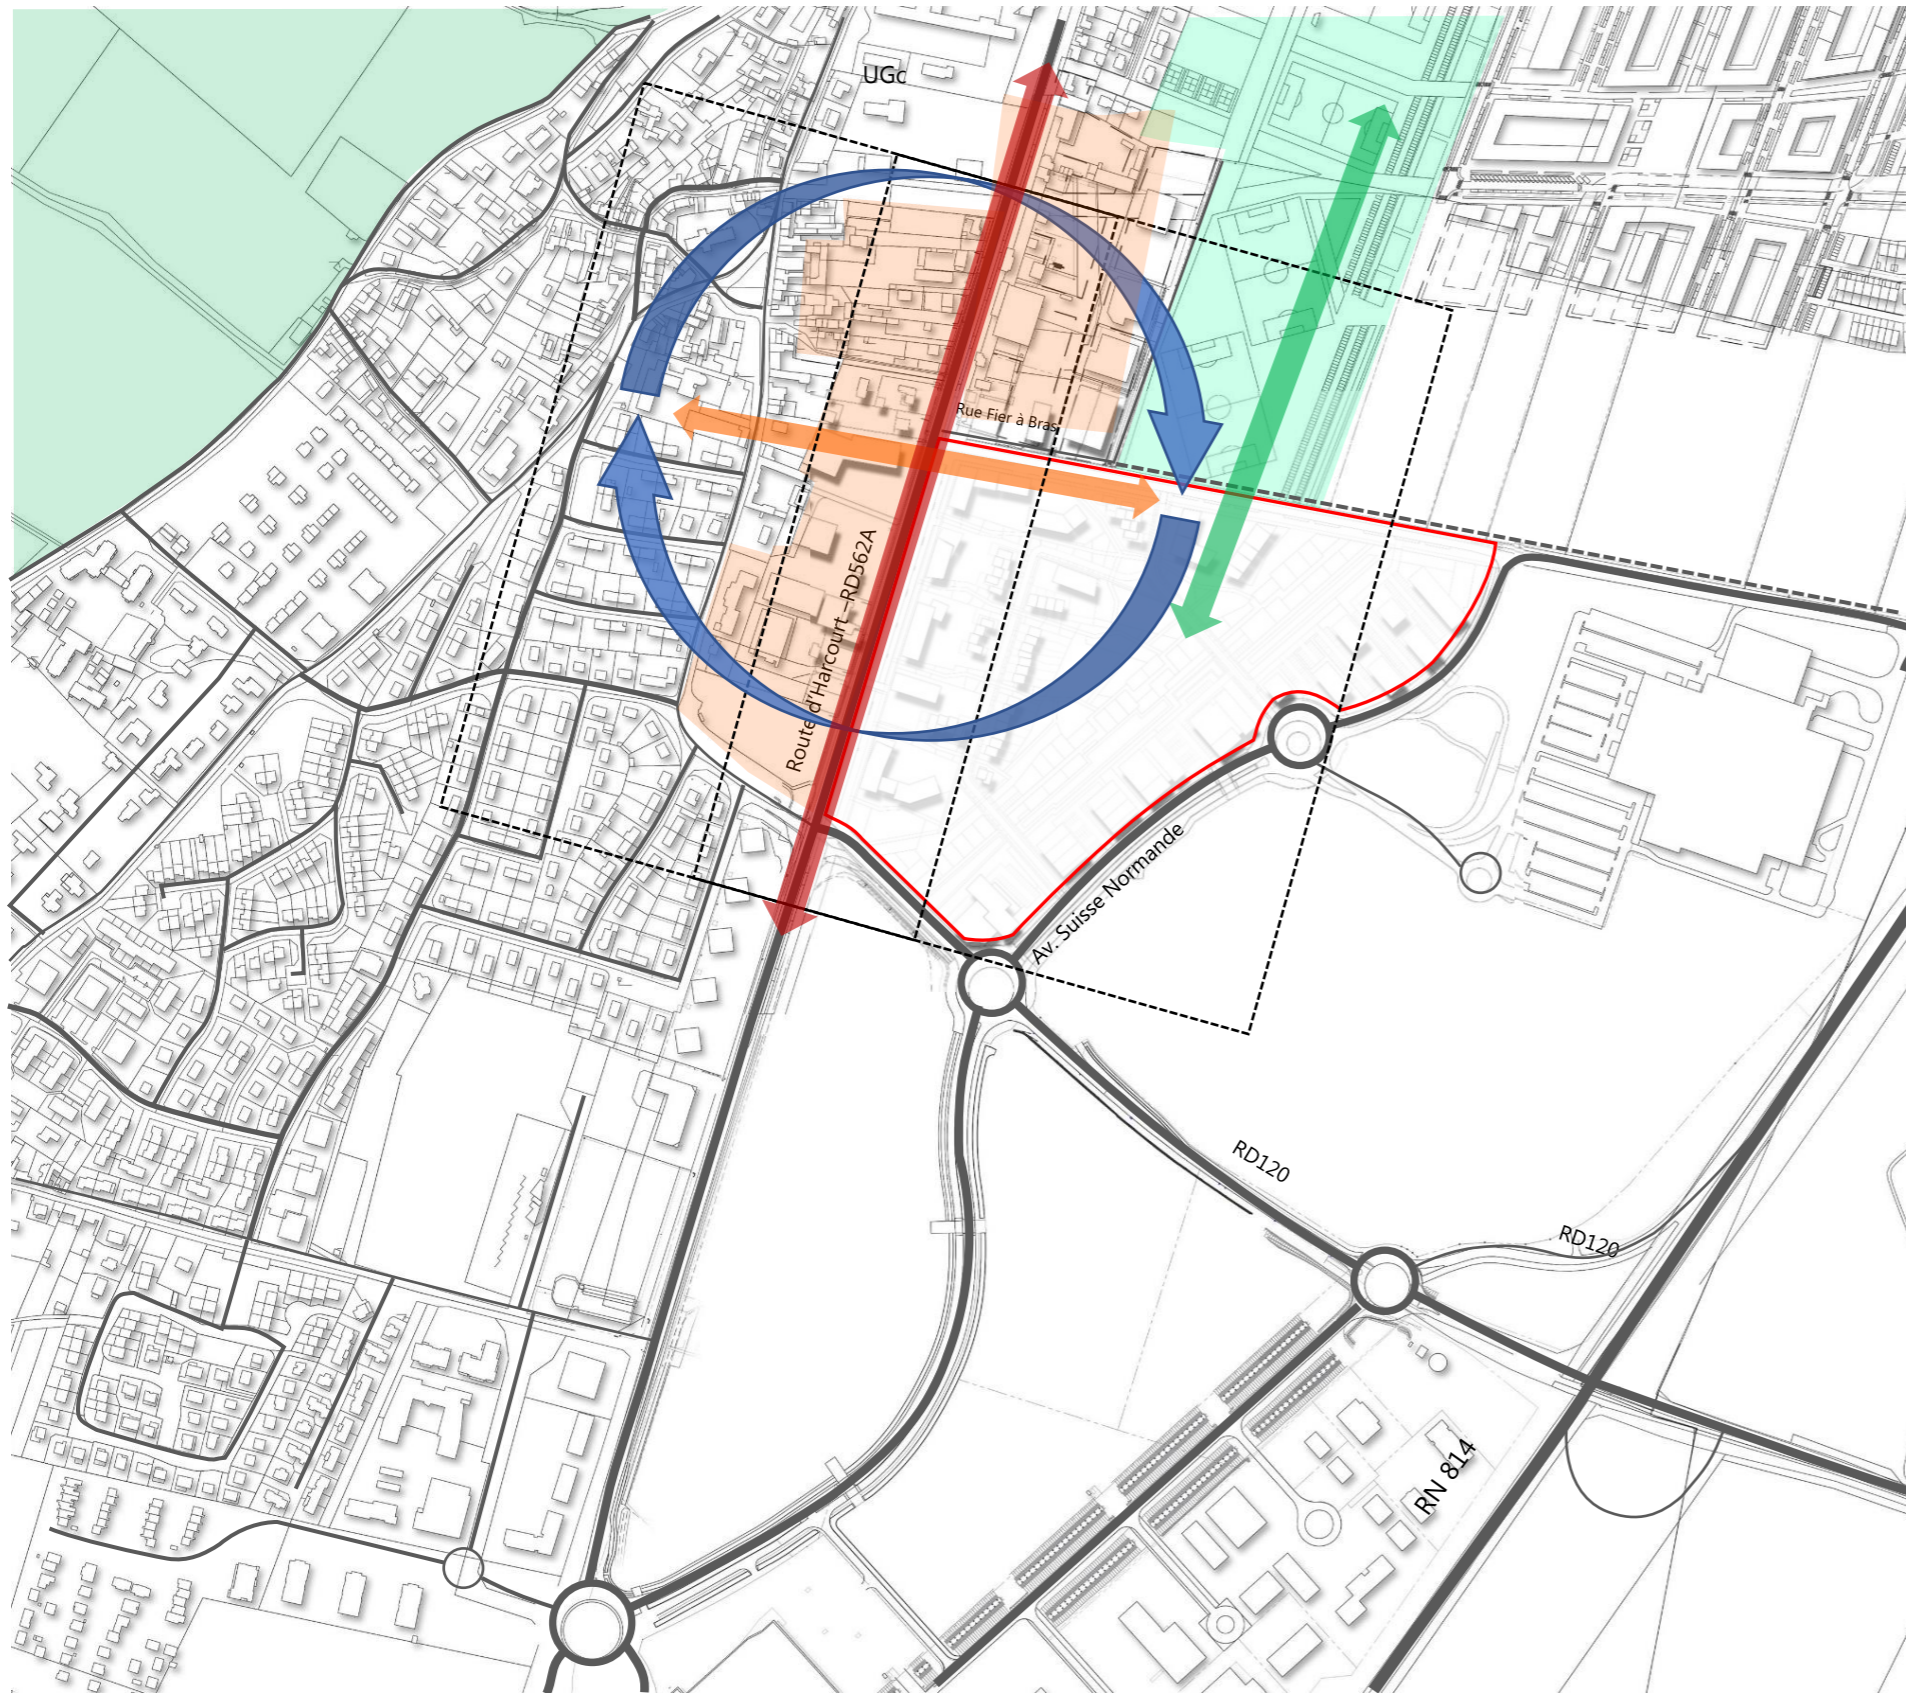 UGc
Rue Fier à Bras
Route d'Harcourt–RD562A
Av. Suisse Normande
RD120
RD120
RN 814